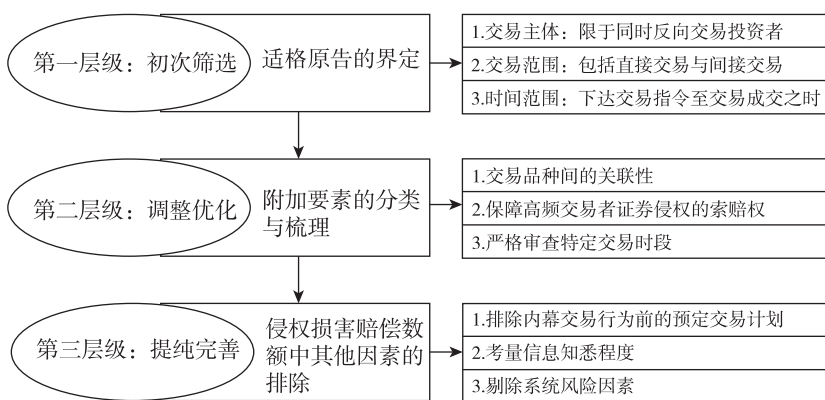 第一层级：初次筛选
适格原告的界定
1.交易主体：限于同时反向交易投资者
2.交易范围：包括直接交易与间接交易
3.时间范围：下达交易指令至交易成交之时
第二层级：调整优化
附加要素的分类
与梳理
1.交易品种间的关联性
2.保障高频交易者证券侵权的索赔权
3.严格审查特定交易时段
第三层级：提纯完善
侵权损害赔偿数
额中其他因素的
排除
1.排除内幕交易行为前的预定交易计划
2.考量信息知悉程度
3.剔除系统风险因素